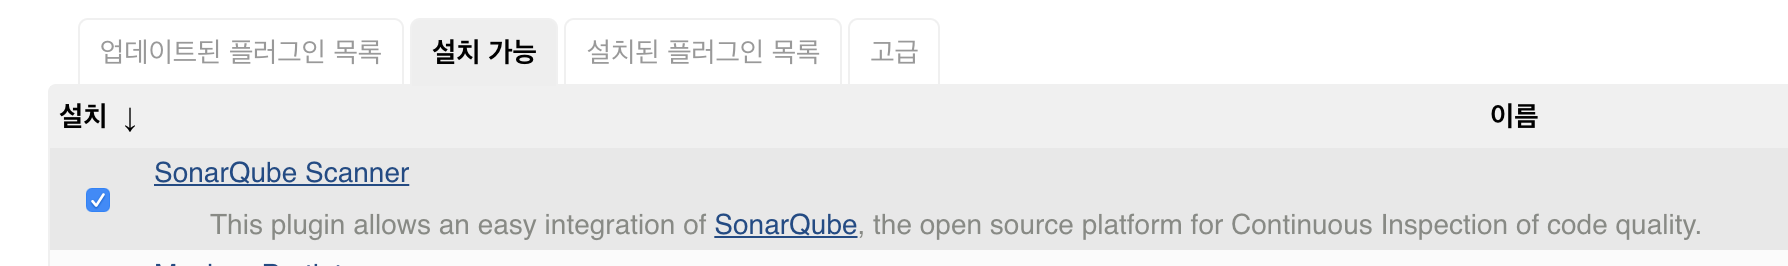 업데이트된 플러그인 목록 설치 가능 설치된 플러그인 목록 고급
설치 ↓ 이름
SonarQube Scanner
This plugin allows an easy integration of SonarQube, the open source platform for Continuous Inspection of code quality.